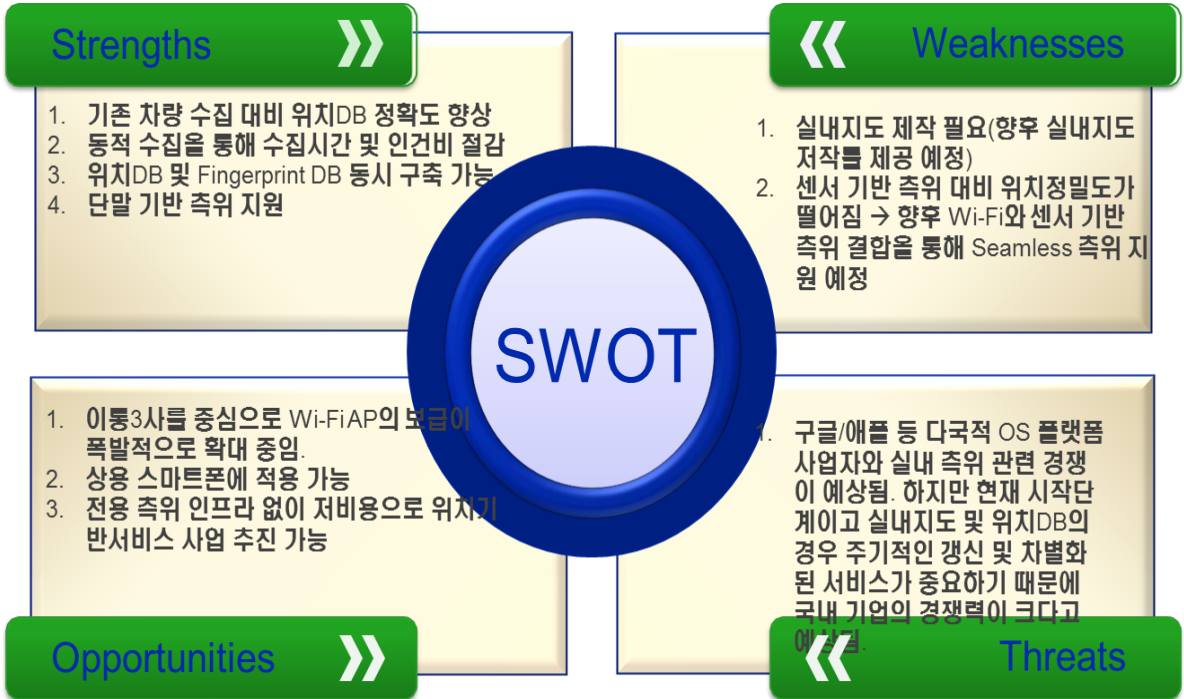 Strengths
1. 기존 차량 수집 대비 위치DB 정확도 향상
2. 동적 수집을 통해 수집시간 및 인건비 절감
3. 위치DB 및 Fingerprint DB 동시 구축 가능
4. 단말 기반 측위 지원
Weaknesses
1. 실내지도 제작 필요(향후 실내지도
저작툴 제공 예정)
2. 센서 기반 측위 대비 위치정밀도가
떨어짐 → 향후 Wi-Fi와 센서 기반
측위 결합을 통해 Seamless 측위 지
원 예정
SWOT
1. 이통3사를 중심으로 Wi-Fi AP의 보급이
폭발적으로 확대 중임.
2. 상용 스마트폰에 적용 가능
3. 전용 측위 인프라 없이 저비용으로 위치기
반서비스 사업 추진 가능
Opportunities
1. 구글/애플 등 다국적 OS 플랫폼
사업자와 실내 측위 관련 경쟁
이 예상됨. 하지만 현재 시작단
계이고 실내지도 및 위치DB의
경우 주기적인 갱신 및 차별화
된 서비스가 중요하기 때문에
국내 기업의 경쟁력이 크다고
예상됨.
Threats